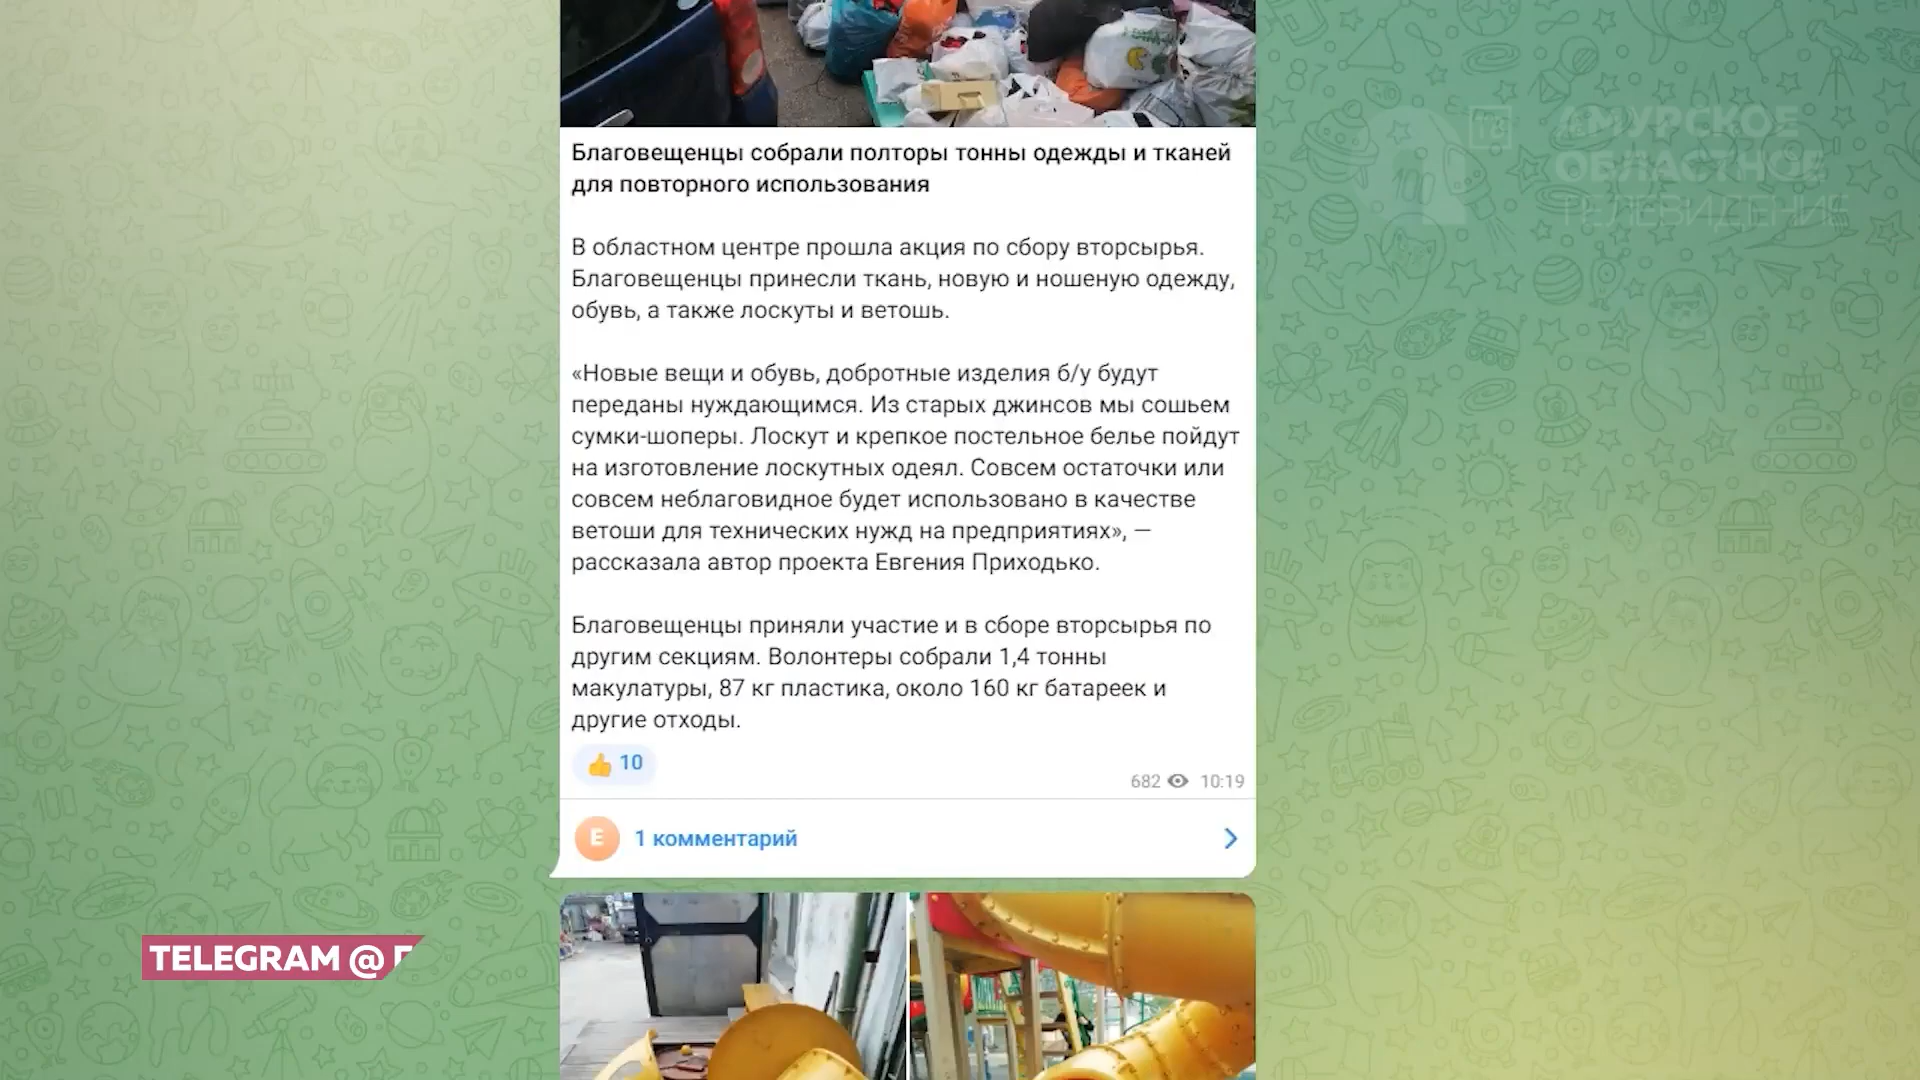 АМУРСКОЕ
ОБЛАСТНОЕ
ТЕЛЕВИДЕНИЕ
Благовещенцы собрали полторы тонны одежды и тканей
для повторного использования
В областном центре прошла акция по сбору вторсырья.
Благовещенцы принесли ткань, новую и ношеную одежду,
обувь, а также лоскуты и ветошь.
«Новые вещи и обувь, добротные изделия б/у будут
переданы нуждающимся. Из старых джинсов мы сошьем
сумки-шоперы. Лоскут и крепкое постельное белье пойдут
на изготовление лоскутных одеял. Совсем остаточки или
совсем неблаговидное будет использовано в качестве
ветоши для технических нужд на предприятиях», —
рассказала автор проекта Евгения Приходько.
Благовещенцы приняли участие и в сборе вторсырья по
другим секциям. Волонтеры собрали 1,4 тонны
макулатуры, 87 кг пластика, около 160 кг батареек и
другие отходы.
10
682 10:19
Е 1 комментарий
TELEGRAM @